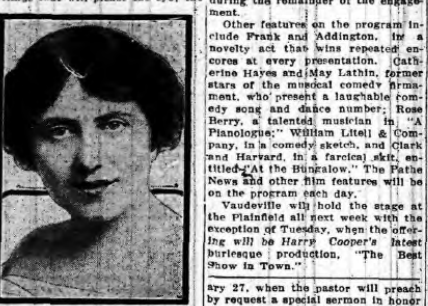 during the remainder of the engage-
ment.
Other features on the program in-
clude Frank and Addington, in a
novelty act that wins repeated en-
cores at every presentation. Cath-
erine Hayes and May Lathin, former
stars of the musical comedy firma-
ment, who present a laughable com-
edy song and dance number; Rose
Berry, a talented musician in "A
Pianologue;" William Litell & Com-
pany, in a comedy sketch, and Clark
and Harvard, in a farcical skit, en-
titled "At the Bungalow." The Pathe
News and other film features will be
on the program each day.
Vaudeville will hold the stage at
the Plainfield all next week with the
exception of Tuesday, when the offer-
ing will be Harry Cooper's latest
burlesque production, "The Best
Show in Town."
ary 27, when the pastor will preach
by request a special sermon in honor